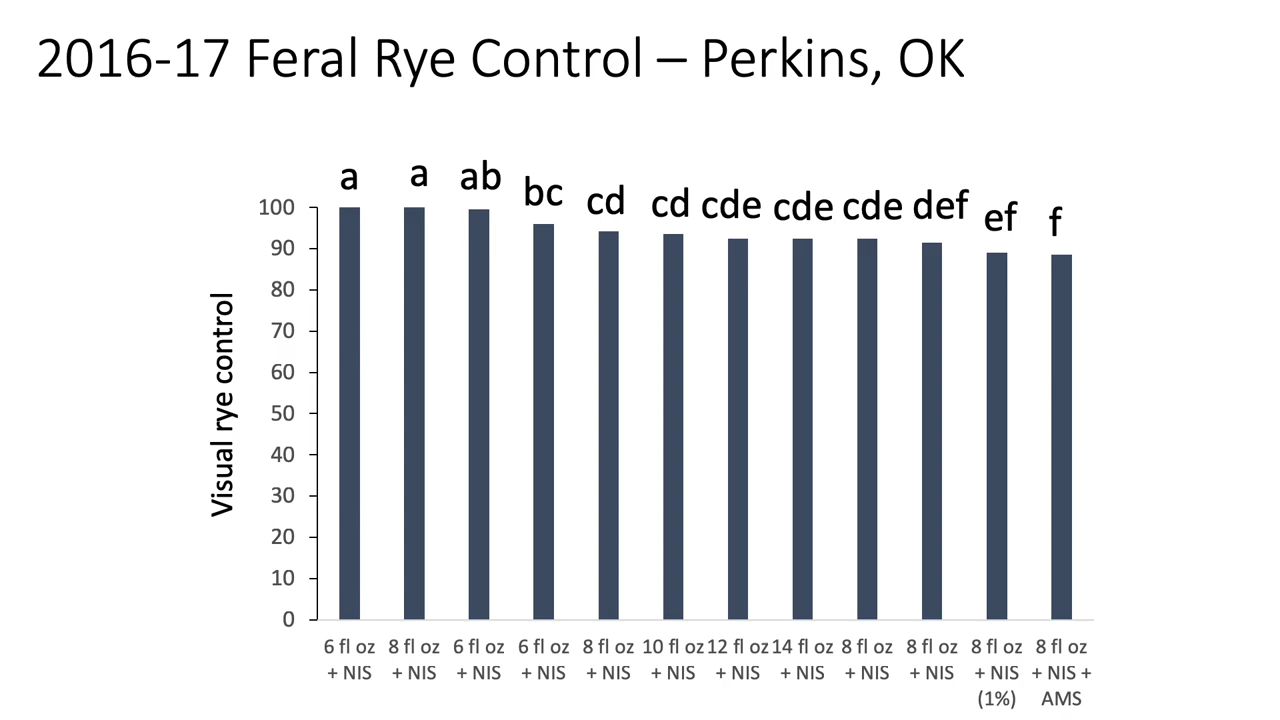 2016-17 Feral Rye Control – Perkins, OK
a a ab bc cd cd cde cde cde def ef f
Visual rye control
100
90
80
70
60
50
40
30
20
10
0
6 fl oz 8 fl oz 6 fl oz 6 fl oz 8 fl oz 10 fl oz 12 fl oz 14 fl oz 8 fl oz 8 fl oz 8 fl oz 8 fl oz
+ NIS + NIS + NIS + NIS + NIS + NIS + NIS + NIS + NIS + NIS + NIS + NIS +
(1%) AMS